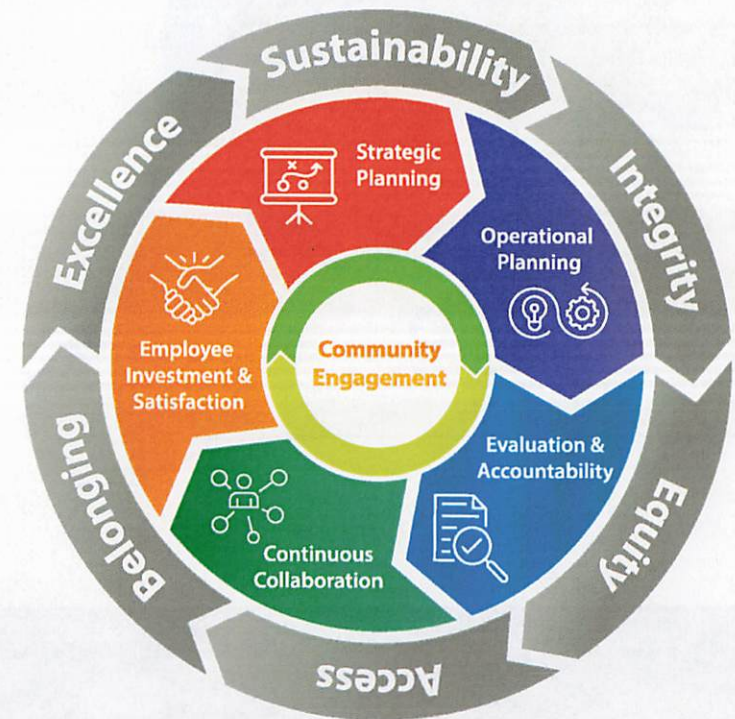 Sustainability
Integrity
Equity
Access
Belonging
Excellence
Strategic
Planning
Operational
Planning
Evaluation &
Accountability
Continuous
Collaboration
Employee
Investment &
Satisfaction
Community
Engagement